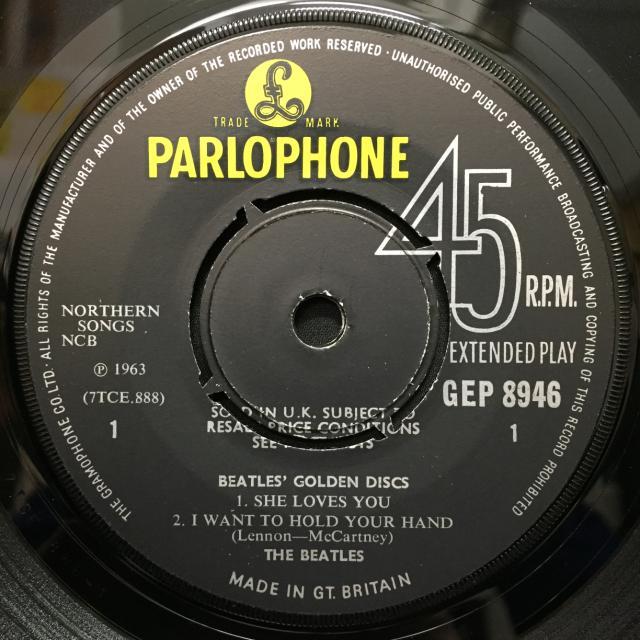 THE GRAMOPHONE CO. LTD. · ALL RIGHTS OF THE MANUFACTURER AND OF THE OWNER OF THE RECORDED WORK RESERVED · UNAUTHORISED PUBLIC PERFORMANCE BROADCASTING AND COPYING OF THIS RECORD PROHIBITED
£
TRADE MARK
PARLOPHONE
45
R.P.M.
NORTHERN
SONGS
NCB
EXTENDED PLAY
℗ 1963
GEP 8946
(7TCE.888)
1
1
SOLD IN U.K. SUBJECT TO
RESALE PRICE CONDITIONS
SEE
BEATLES' GOLDEN DISCS
1. SHE LOVES YOU
2. I WANT TO HOLD YOUR HAND
(Lennon—McCartney)
THE BEATLES
MADE IN GT. BRITAIN